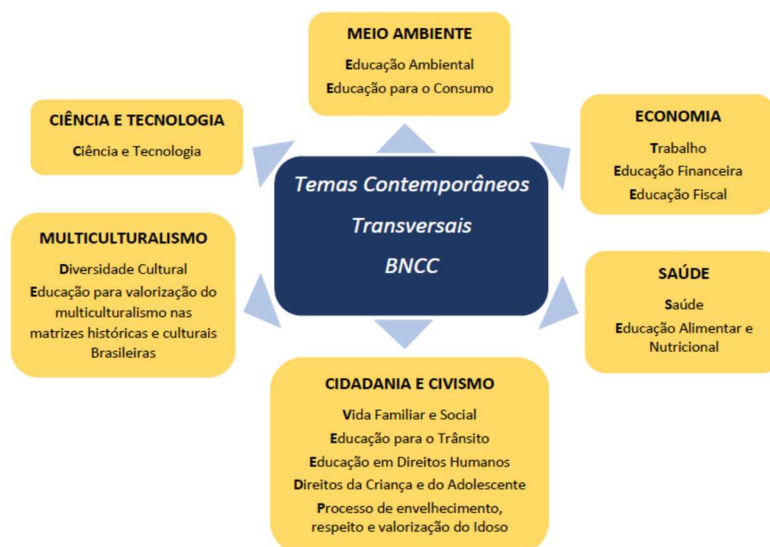 MEIO AMBIENTE
Educação Ambiental
Educação para o Consumo
CIÊNCIA E TECNOLOGIA
Ciência e Tecnologia
ECONOMIA
Trabalho
Educação Financeira
Educação Fiscal
Temas Contemporâneos
Transversais
BNCC
MULTICULTURALISMO
Diversidade Cultural
Educação para valorização do
multiculturalismo nas
matrizes históricas e culturais
Brasileiras
SAÚDE
Saúde
Educação Alimentar e
Nutricional
CIDADANIA E CIVISMO
Vida Familiar e Social
Educação para o Trânsito
Educação em Direitos Humanos
Direitos da Criança e do Adolescente
Processo de envelhecimento,
respeito e valorização do Idoso